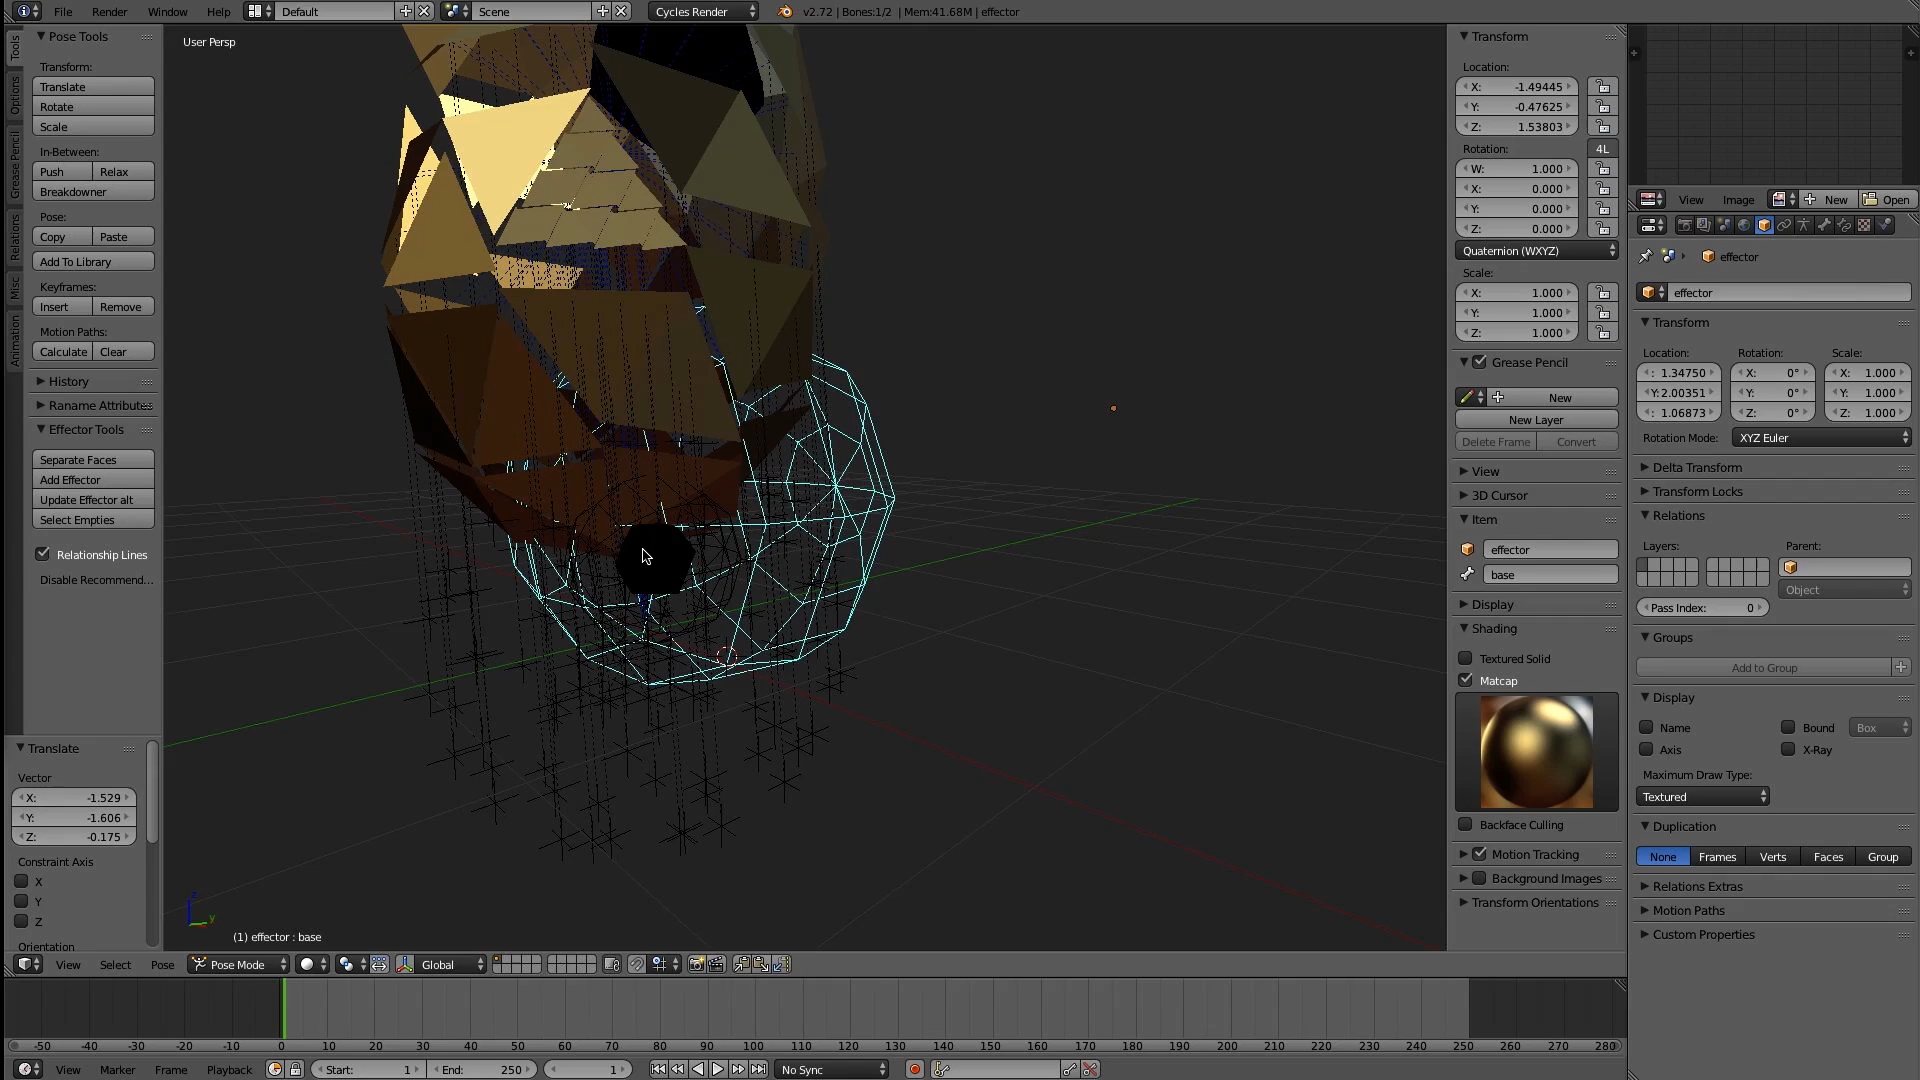 File Render Window Help Default Scene Cycles Render v2.72 | Bones:1/2 | Mem:41.68M | effector
Pose Tools
Transform:
Translate
Rotate
Scale
In-Between:
Push Relax
Breakdowner
Pose:
Copy Paste
Add To Library
Keyframes:
Insert Remove
Motion Paths:
Calculate Clear
History
Raname Attributes
Effector Tools
Separate Faces
Add Effector
Update Effector alt
Select Empties
Relationship Lines
Disable Recommend...
Tools
Options
Grease Pencil
Relations
Misc
Animation
Translate
Vector
X: -1.529
Y: -1.606
Z: -0.175
Constraint Axis
X
Y
Z
Orientation
User Persp
z
y
(1) effector : base
View Select Pose Pose Mode Global
Transform
Location:
X: -1.49445
Y: -0.47625
Z: 1.53803
Rotation: 4L
W: 1.000
X: 0.000
Y: 0.000
Z: 0.000
Quaternion (WXYZ)
Scale:
X: 1.000
Y: 1.000
Z: 1.000
Grease Pencil
New
New Layer
Delete Frame Convert
View
3D Cursor
Item
effector
base
Display
Shading
Textured Solid
Matcap
Backface Culling
Motion Tracking
Background Images
Transform Orientations
View Image New Open
effector
effector
Transform
Location: Rotation: Scale:
: 1.34750 X: 0° X: 1.000
Y:2.00351 Y: 0° Y: 1.000
: 1.06873 Z: 0° Z: 1.000
Rotation Mode: XYZ Euler
Delta Transform
Transform Locks
Relations
Layers: Parent:
Object
Pass Index: 0
Groups
Add to Group
Display
Name Bound Box
Axis X-Ray
Maximum Draw Type:
Textured
Duplication
None Frames Verts Faces Group
Relations Extras
Motion Paths
Custom Properties
-50 -40 -30 -20 -10 0 10 20 30 40 50 60 70 80 90 100 110 120 130 140 150 160 170 180 190 200 210 220 230 240 250 260 270 280
View Marker Frame Playback Start: 1 End: 250 1 No Sync